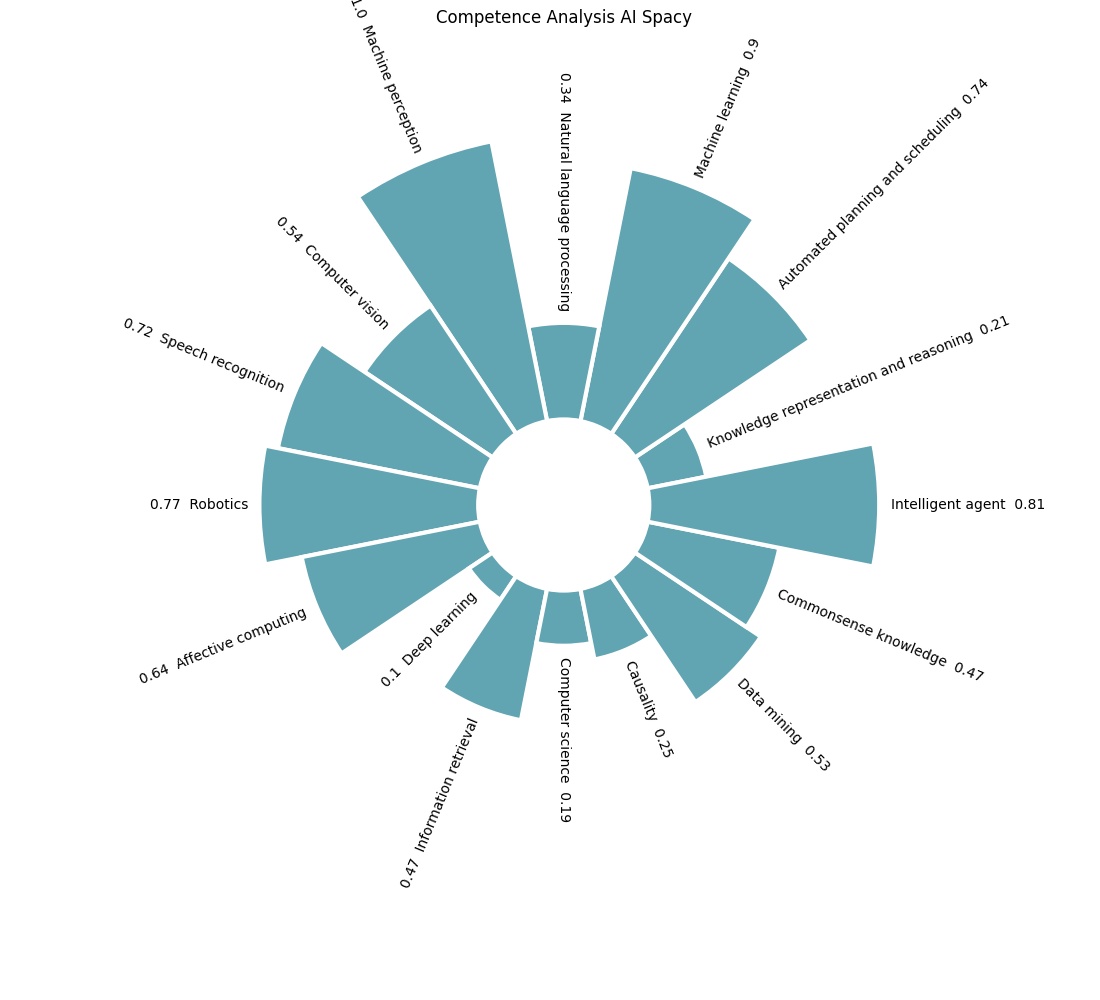 Competence Analysis AI Spacy
1.0 Machine perception
0.34 Natural language processing
Machine learning 0.9
Automated planning and scheduling 0.74
0.54 Computer vision
Knowledge representation and reasoning 0.21
0.72 Speech recognition
0.77 Robotics
Intelligent agent 0.81
0.64 Affective computing
0.1 Deep learning
Commonsense knowledge 0.47
0.47 Information retrieval
Computer science 0.19
Causality 0.25
Data mining 0.53